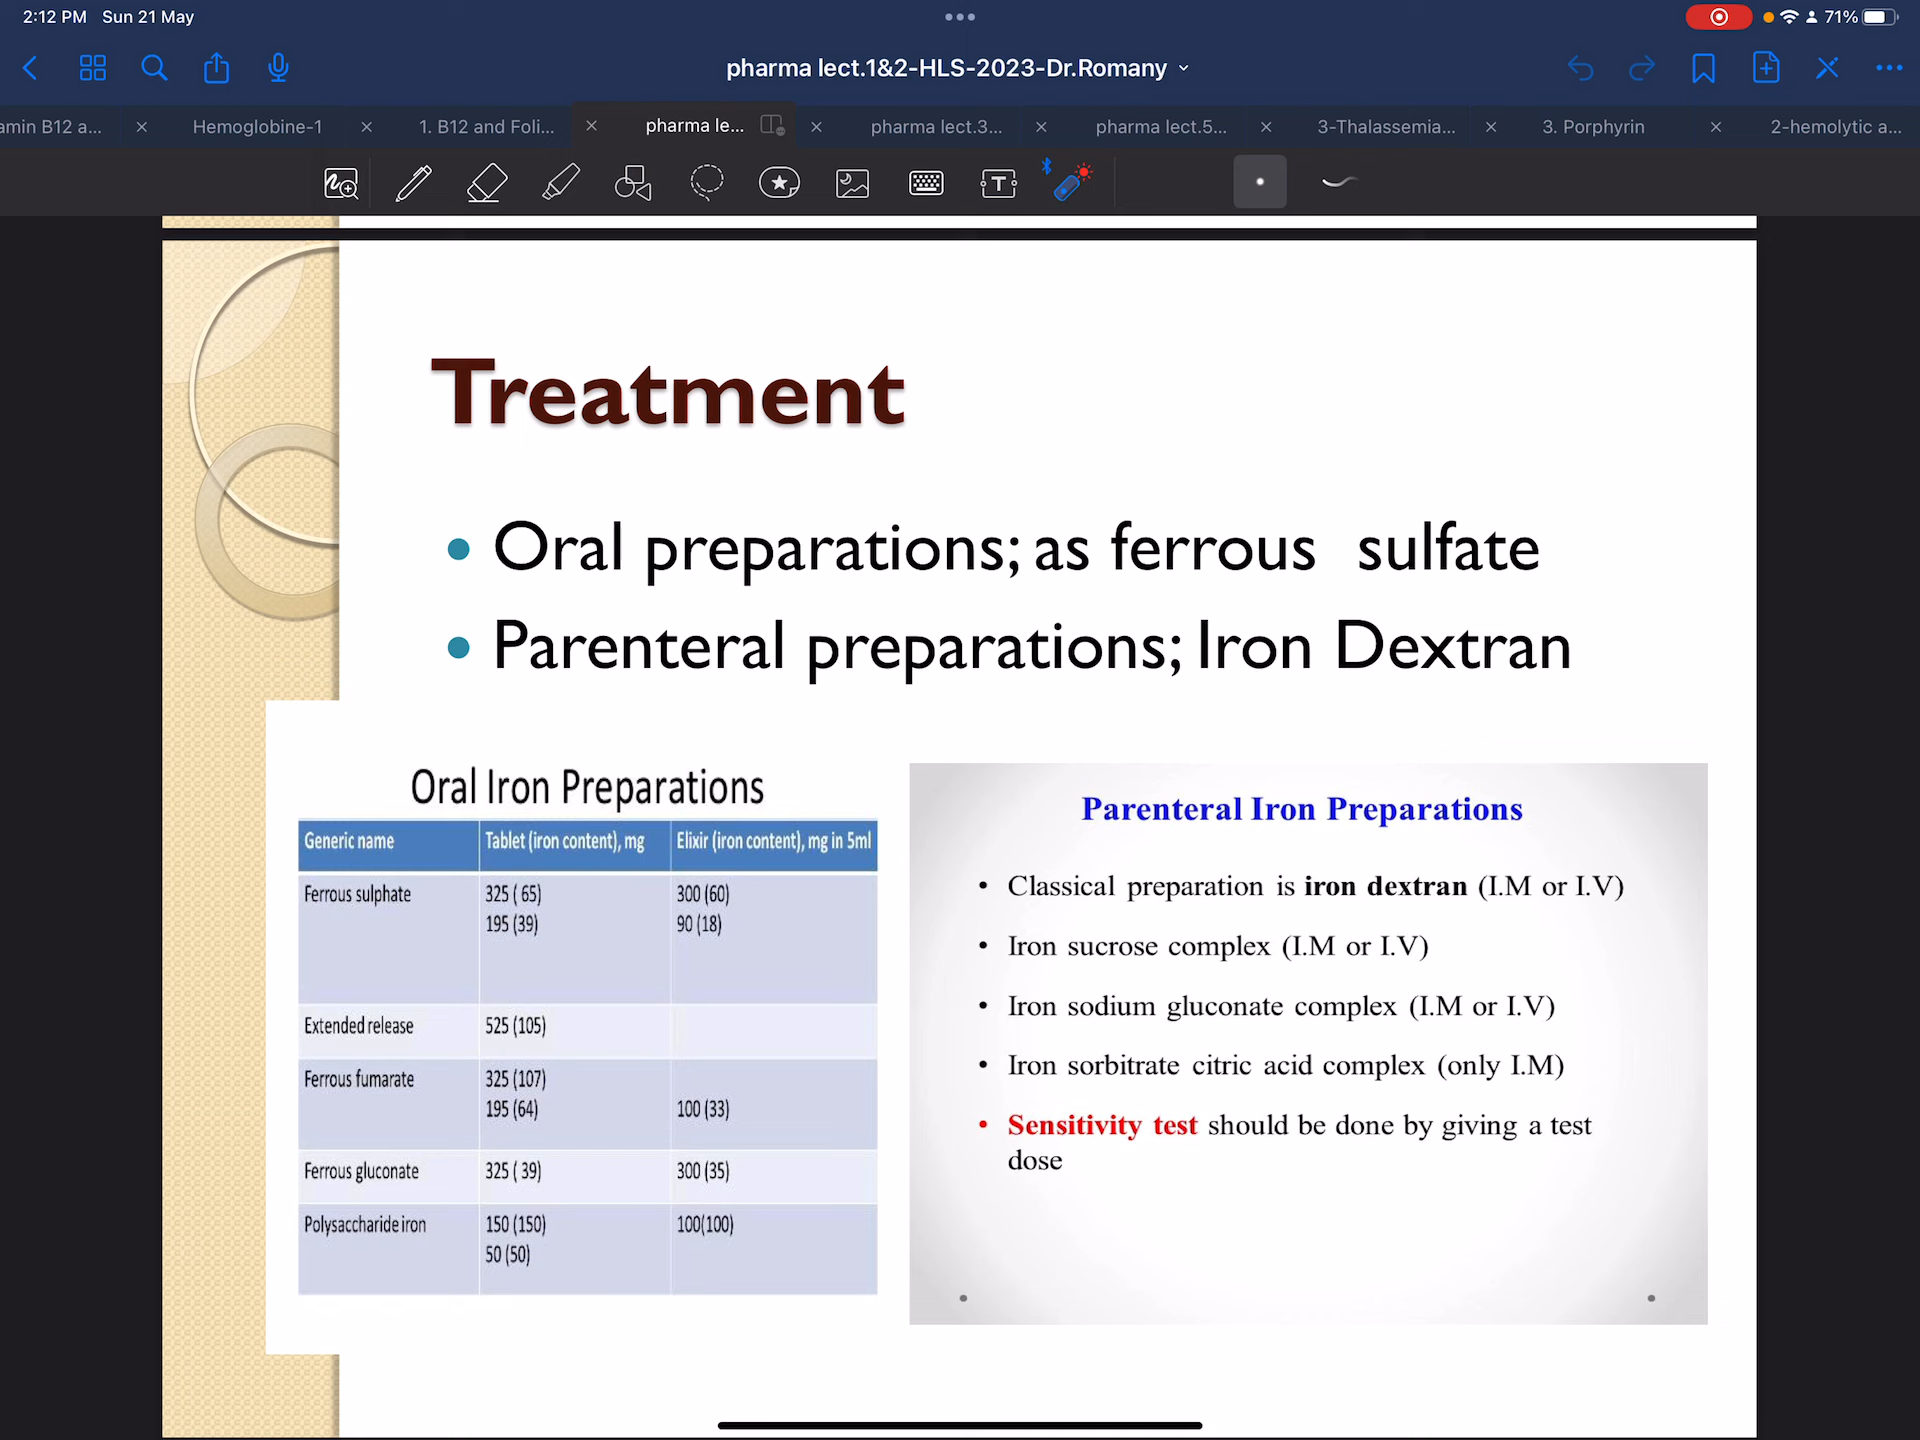 2:12 PM Sun 21 May
71%
pharma lect.1&2-HLS-2023-Dr.Romany
amin B12 a...
Hemoglobine-1
1. B12 and Foli...
pharma le...
pharma lect.3...
pharma lect.5...
3-Thalassemia...
3. Porphyrin
2-hemolytic a...
Treatment
• Oral preparations; as ferrous sulfate
• Parenteral preparations; Iron Dextran
Oral Iron Preparations
Generic name Tablet (iron content), mg Elixir (iron content), mg in 5ml
Ferrous sulphate 325 ( 65) 300 (60)
195 (39) 90 (18)
Extended release 525 (105)
Ferrous fumarate 325 (107)
195 (64) 100 (33)
Ferrous gluconate 325 ( 39) 300 (35)
Polysaccharide iron 150 (150) 100(100)
50 (50)
Parenteral Iron Preparations
• Classical preparation is iron dextran (I.M or I.V)
• Iron sucrose complex (I.M or I.V)
• Iron sodium gluconate complex (I.M or I.V)
• Iron sorbitrate citric acid complex (only I.M)
• Sensitivity test should be done by giving a test
dose